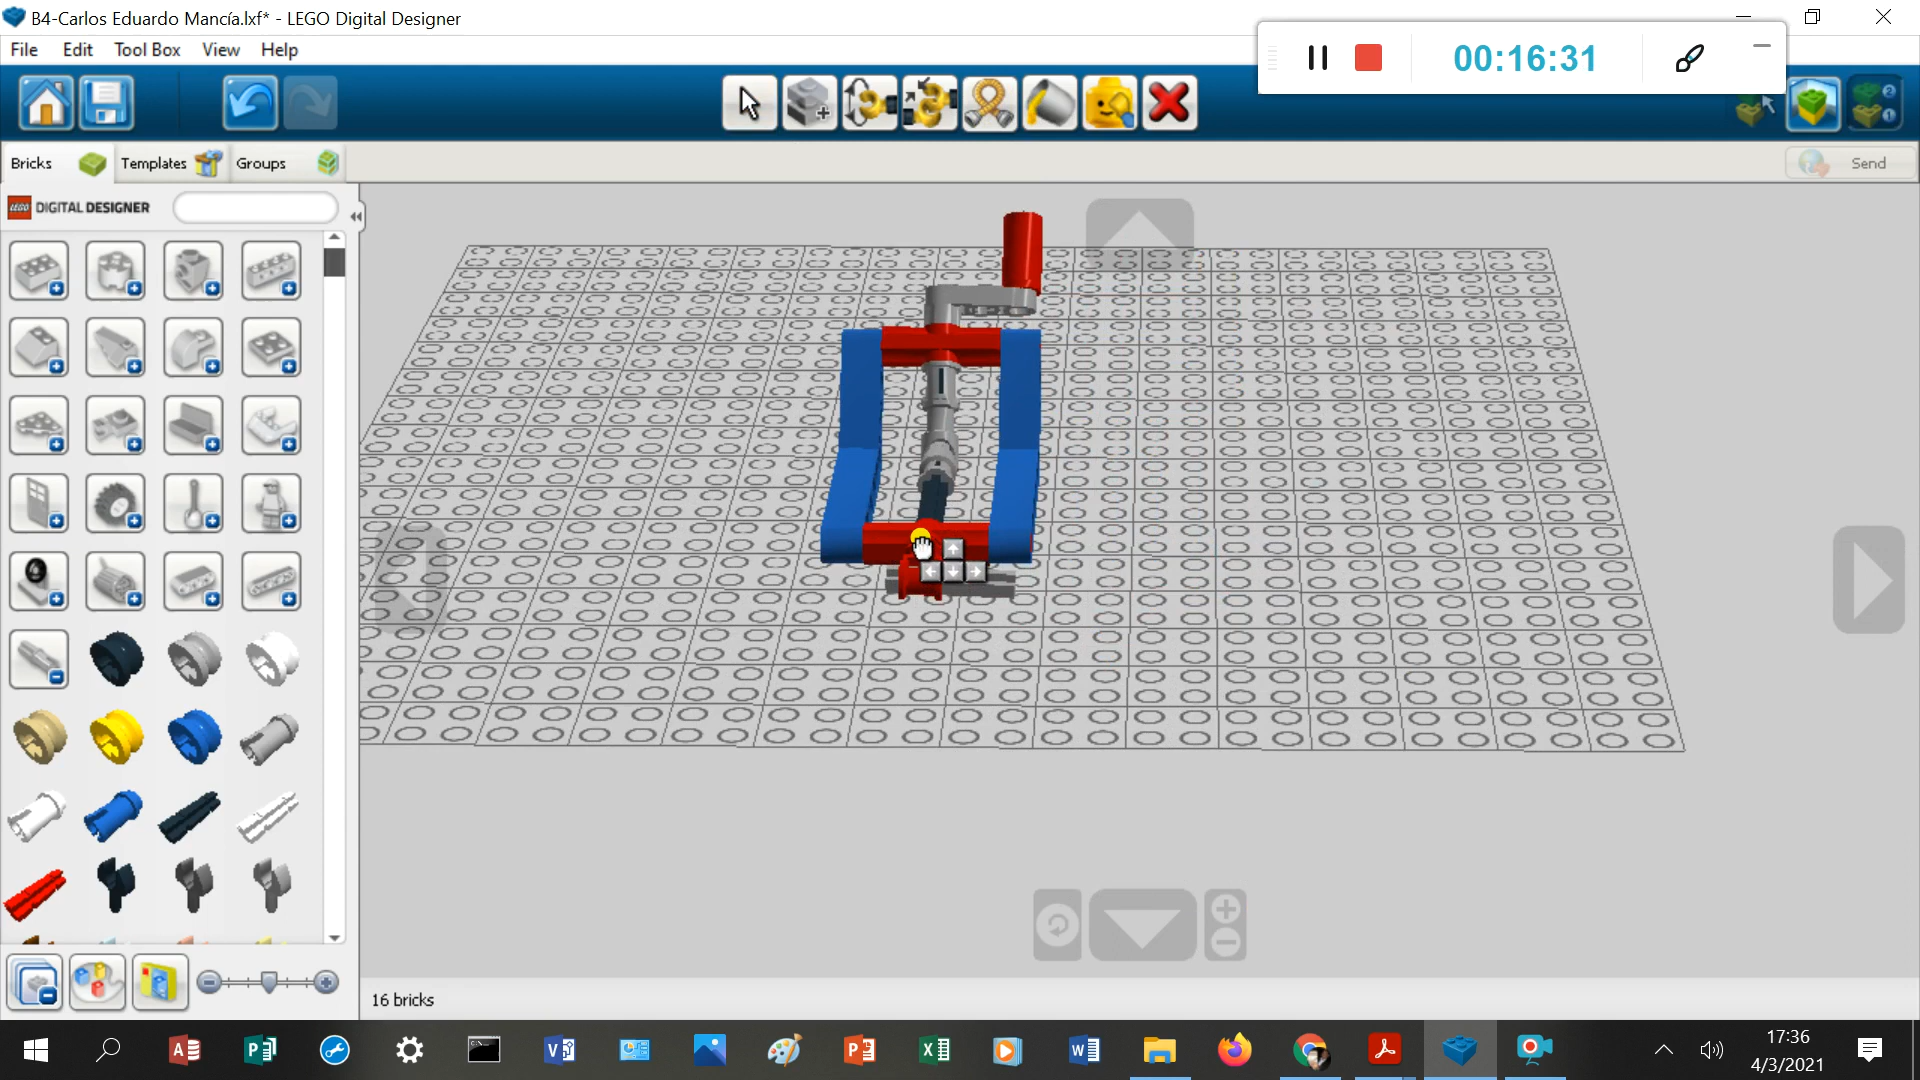 B4-Carlos Eduardo Mancía.lxf* - LEGO Digital Designer
File Edit Tool Box View Help
00:16:31
Bricks Templates Groups
Send
LEGO DIGITAL DESIGNER
16 bricks
17:36
4/3/2021